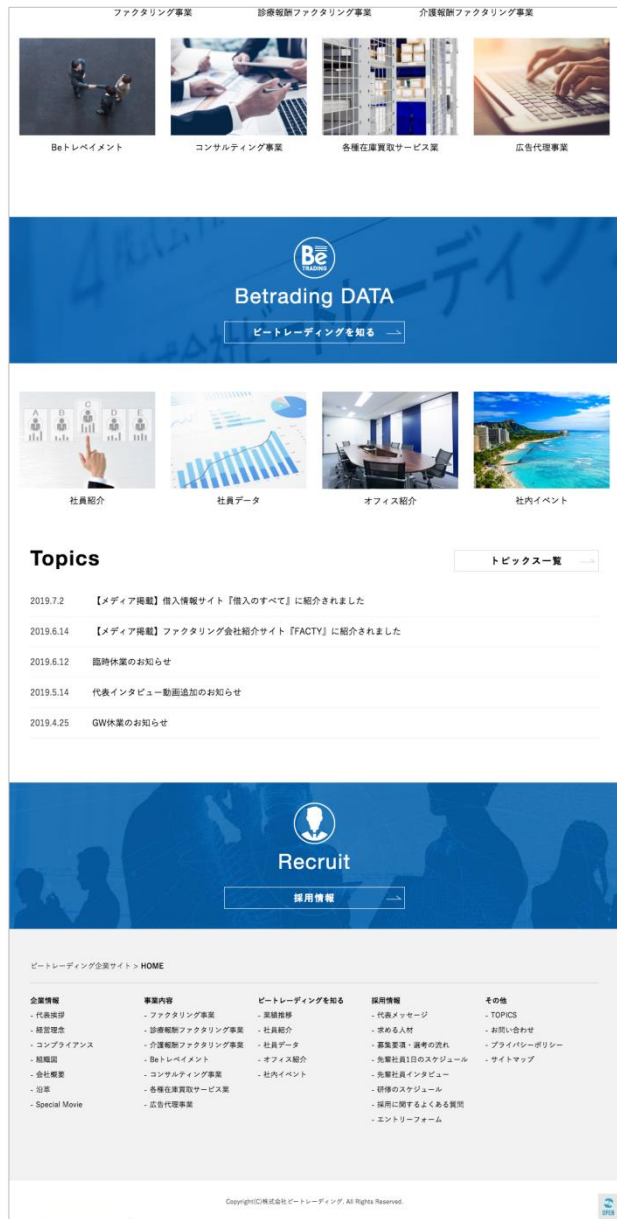 ファクタリング事業 診療報酬ファクタリング事業 介護報酬ファクタリング事業
Beトレペイメント コンサルティング事業 各種在庫買取サービス業 広告代理事業
Bē
TRADING
Betrading DATA
ビートレーディングを知る
A B C D E
社員紹介 社員データ オフィス紹介 社内イベント
Topics
トピックス一覧
2019.7.2 【メディア掲載】借入情報サイト『借入のすべて』に紹介されました
2019.6.14 【メディア掲載】ファクタリング会社紹介サイト『FACTY』に紹介されました
2019.6.12 臨時休業のお知らせ
2019.5.14 代表インタビュー動画追加のお知らせ
2019.4.25 GW休業のお知らせ
Recruit
採用情報
ビートレーディング企業サイト > HOME
企業情報
- 代表挨拶
- 経営理念
- コンプライアンス
- 組織図
- 会社概要
- 沿革
- Special Movie
事業内容
- ファクタリング事業
- 診療報酬ファクタリング事業
- 介護報酬ファクタリング事業
- Beトレペイメント
- コンサルティング事業
- 各種在庫買取サービス業
- 広告代理事業
ビートレーディングを知る
- 業績推移
- 社員紹介
- 社員データ
- オフィス紹介
- 社内イベント
採用情報
- 代表メッセージ
- 求める人材
- 募集要項・選考の流れ
- 先輩社員1日のスケジュール
- 先輩社員インタビュー
- 研修のスケジュール
- 採用に関するよくある質問
- エントリーフォーム
その他
- TOPICS
- お問い合わせ
- プライバシーポリシー
- サイトマップ
Copyright(C)株式会社ビートレーディング. All Rights Reserved.
OPEN